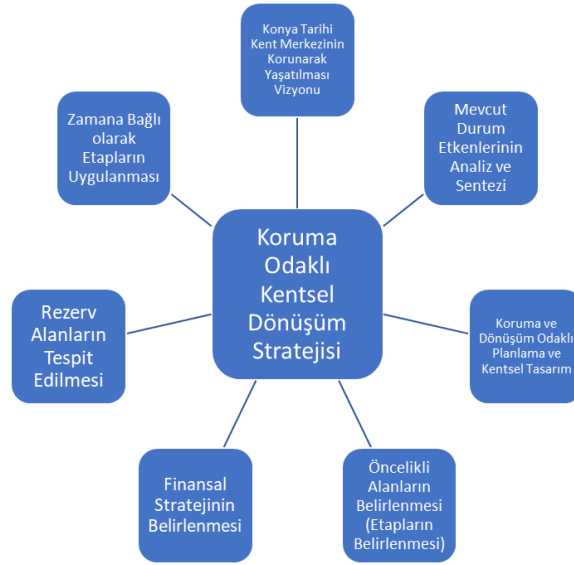 Konya Tarihi
Kent Merkezinin
Korunarak
Yaşatılması
Vizyonu
Mevcut
Durum
Etkenlerinin
Analiz ve
Sentezi
Koruma ve
Dönüşüm Odaklı
Planlama ve
Kentsel Tasarım
Öncelikli
Alanların
Belirlenmesi
(Etapların
Belirlenmesi)
Finansal
Stratejinin
Belirlenmesi
Rezerv
Alanların
Tespit
Edilmesi
Zamana Bağlı
olarak
Etapların
Uygulanması
Koruma
Odaklı
Kentsel
Dönüşüm
Stratejisi